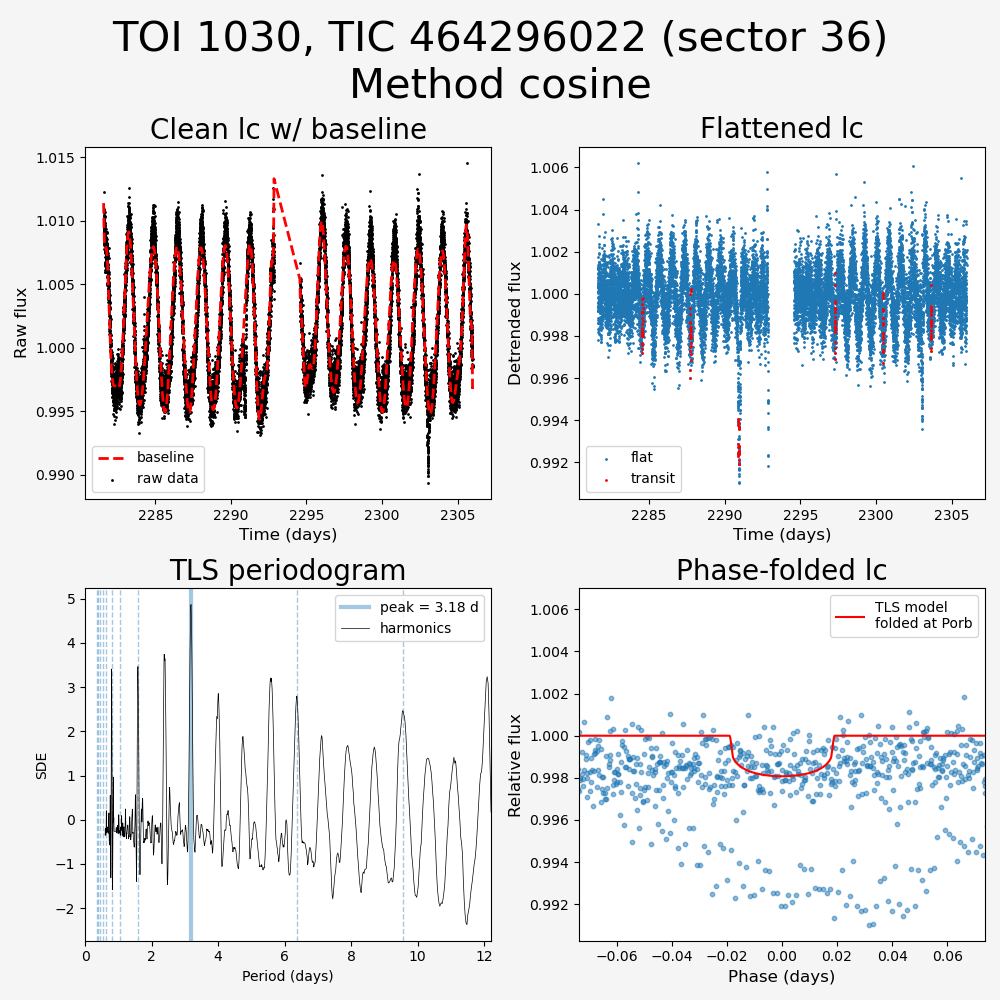 TOI 1030, TIC 464296022 (sector 36)
Method cosine
Clean lc w/ baseline
Raw flux
1.015
1.010
1.005
1.000
0.995
0.990
baseline
raw data
2285
2290
2295
2300
2305
Time (days)
Flattened lc
Detrended flux
1.006
1.004
1.002
1.000
0.998
0.996
0.994
0.992
flat
transit
2285
2290
2295
2300
2305
Time (days)
TLS periodogram
SDE
5
4
3
2
1
0
−1
−2
peak = 3.18 d
harmonics
0
2
4
6
8
10
12
Period (days)
Phase-folded lc
Relative flux
1.006
1.004
1.002
1.000
0.998
0.996
0.994
0.992
TLS model
folded at Porb
−0.06
−0.04
−0.02
0.00
0.02
0.04
0.06
Phase (days)